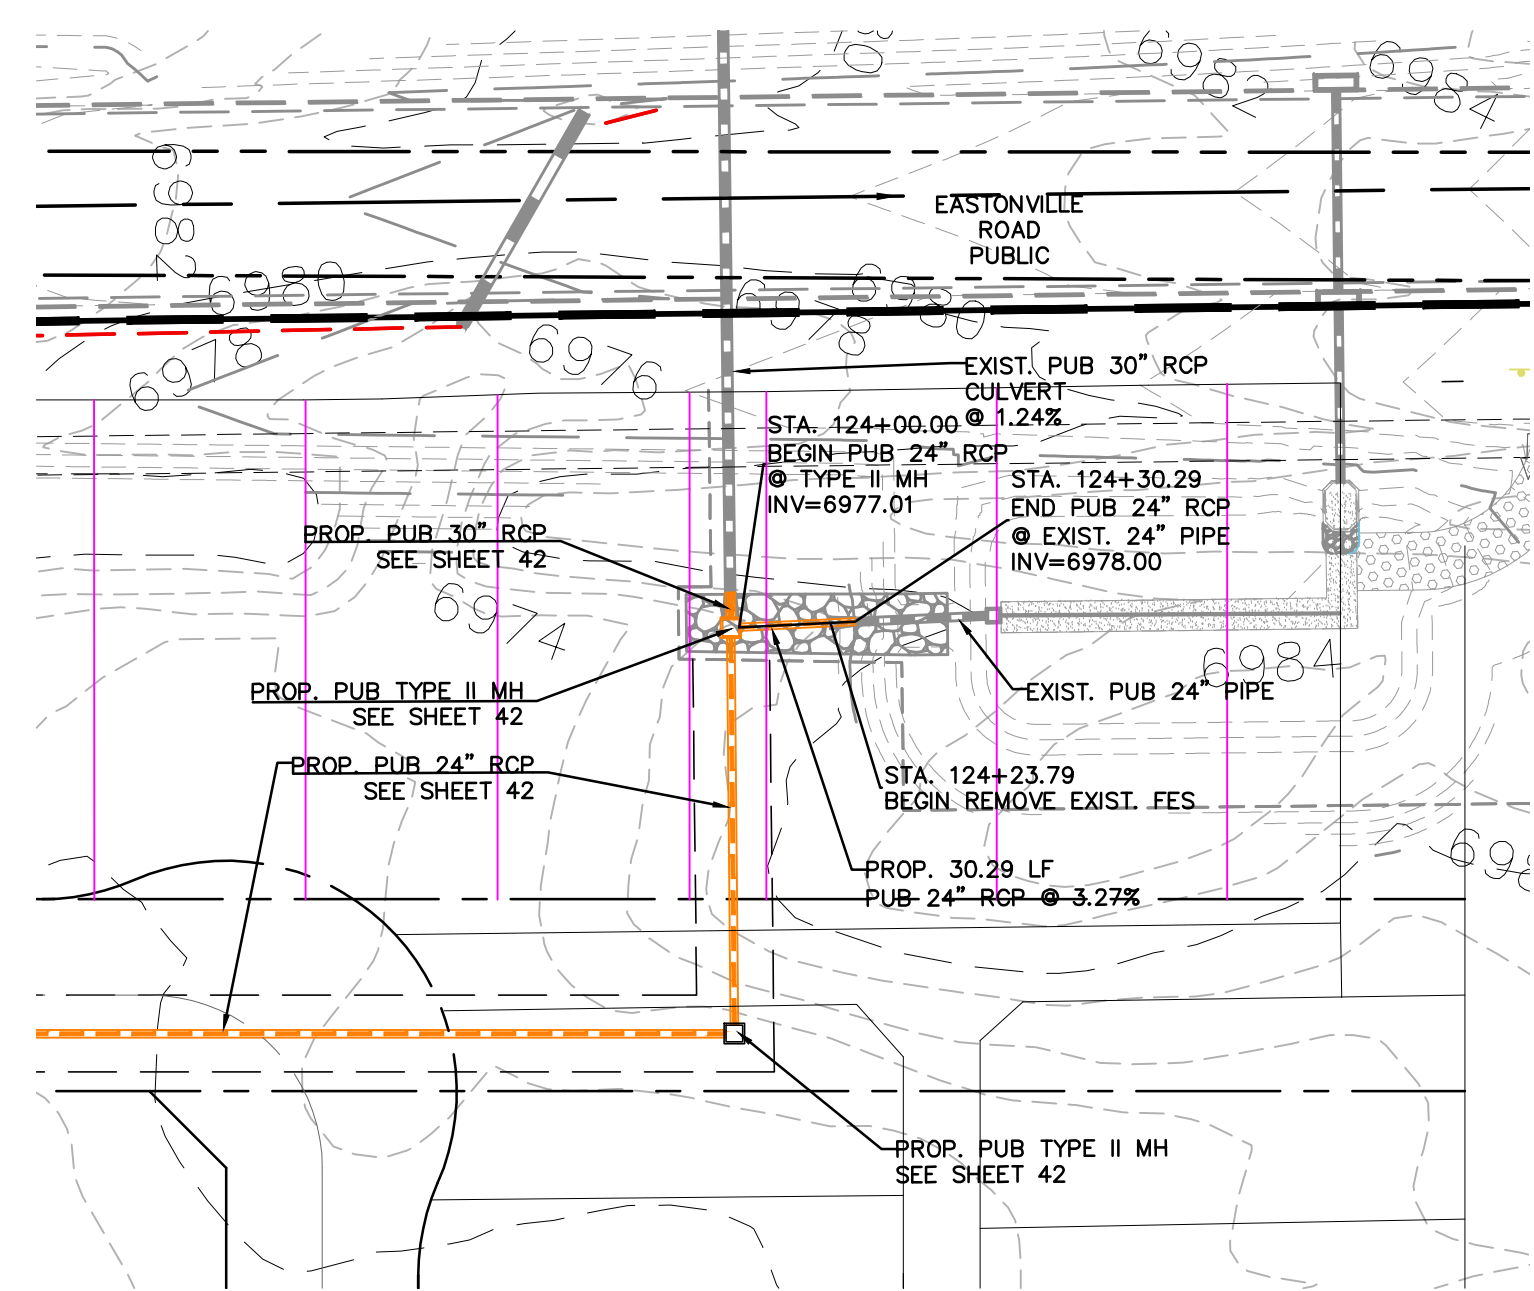 6982
6984
6982
EASTONVILLE
ROAD
PUBLIC
6980
6978
6980
6978
6976
EXIST. PUB 30" RCP
CULVERT
@ 1.24%
STA. 124+00.00
BEGIN PUB 24" RCP
@ TYPE II MH
INV=6977.01
STA. 124+30.29
END PUB 24" RCP
@ EXIST. 24" PIPE
INV=6978.00
PROP. PUB 30" RCP
SEE SHEET 42
6974
6984
PROP. PUB TYPE II MH
SEE SHEET 42
EXIST. PUB 24" PIPE
PROP. PUB 24" RCP
SEE SHEET 42
STA. 124+23.79
BEGIN REMOVE EXIST. FES
PROP. 30.29 LF
PUB 24" RCP @ 3.27%
PROP. PUB TYPE II MH
SEE SHEET 42